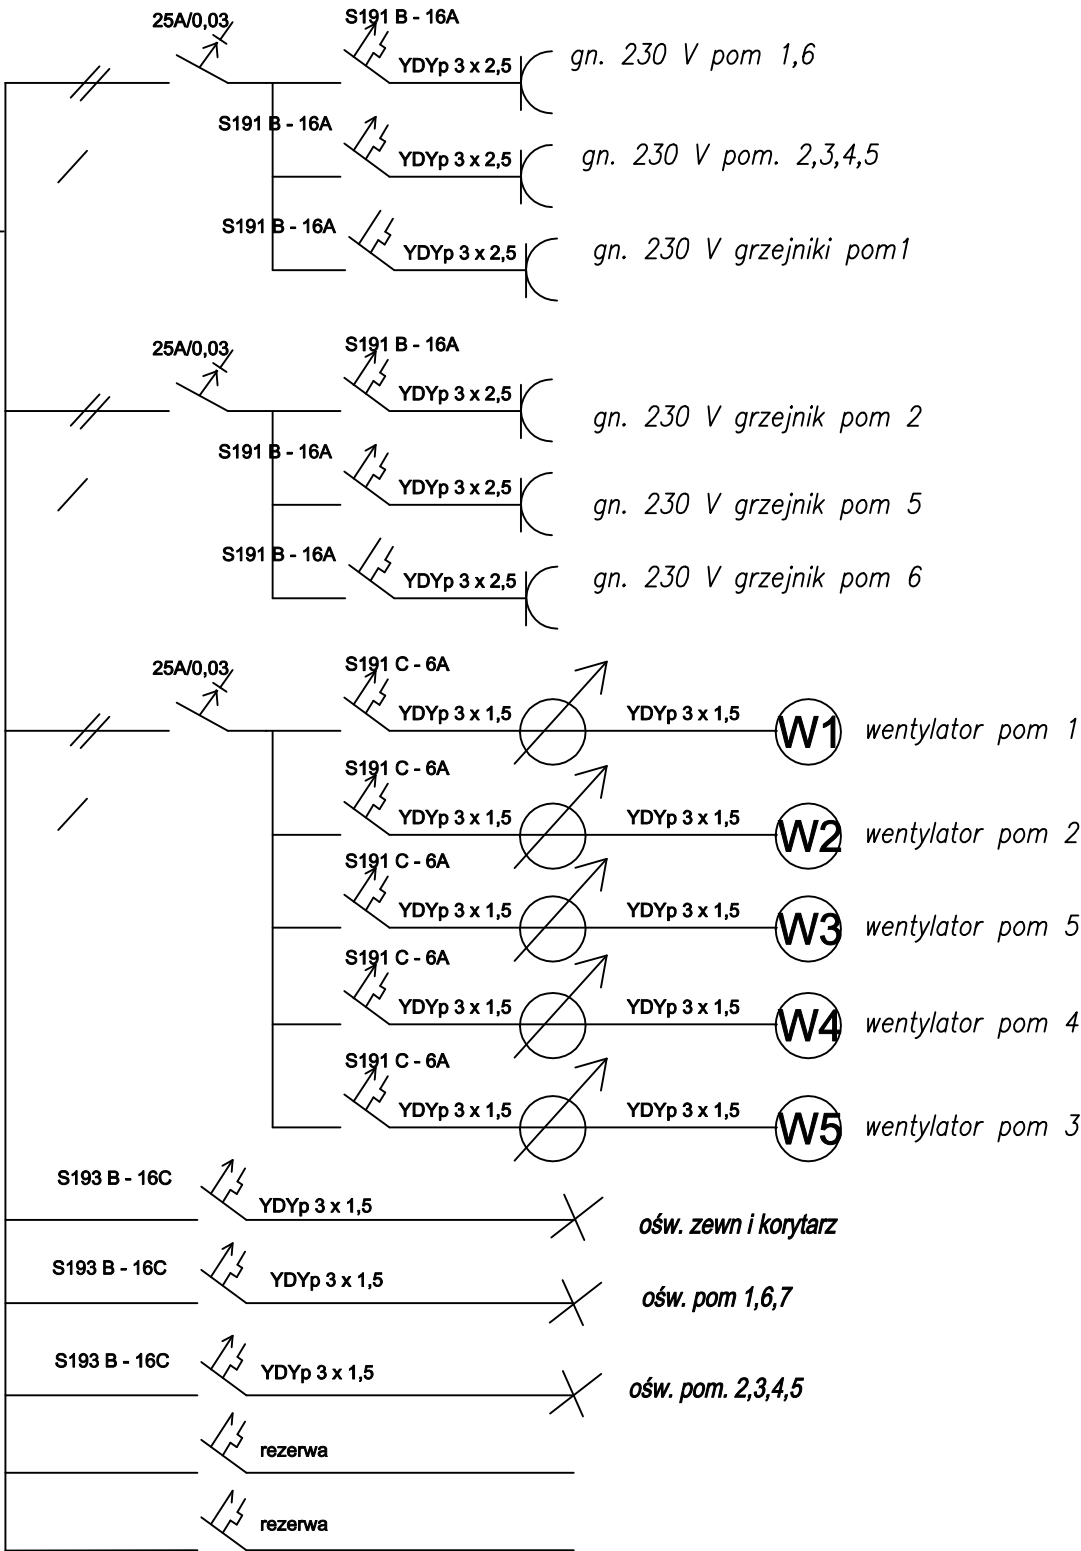 25A/0,03
S191 B - 16A
YDYp 3 x 2,5
gn. 230 V pom 1,6
S191 B - 16A
YDYp 3 x 2,5
gn. 230 V pom. 2,3,4,5
S191 B - 16A
YDYp 3 x 2,5
gn. 230 V grzejniki pom1
25A/0,03
S191 B - 16A
YDYp 3 x 2,5
gn. 230 V grzejnik pom 2
S191 B - 16A
YDYp 3 x 2,5
gn. 230 V grzejnik pom 5
S191 B - 16A
YDYp 3 x 2,5
gn. 230 V grzejnik pom 6
25A/0,03
S191 C - 6A
YDYp 3 x 1,5
YDYp 3 x 1,5
W1
wentylator pom 1
S191 C - 6A
YDYp 3 x 1,5
YDYp 3 x 1,5
W2
wentylator pom 2
S191 C - 6A
YDYp 3 x 1,5
YDYp 3 x 1,5
W3
wentylator pom 5
S191 C - 6A
YDYp 3 x 1,5
YDYp 3 x 1,5
W4
wentylator pom 4
S191 C - 6A
YDYp 3 x 1,5
YDYp 3 x 1,5
W5
wentylator pom 3
S193 B - 16C
YDYp 3 x 1,5
ośw. zewn i korytarz
S193 B - 16C
YDYp 3 x 1,5
ośw. pom 1,6,7
S193 B - 16C
YDYp 3 x 1,5
ośw. pom. 2,3,4,5
rezerwa
rezerwa